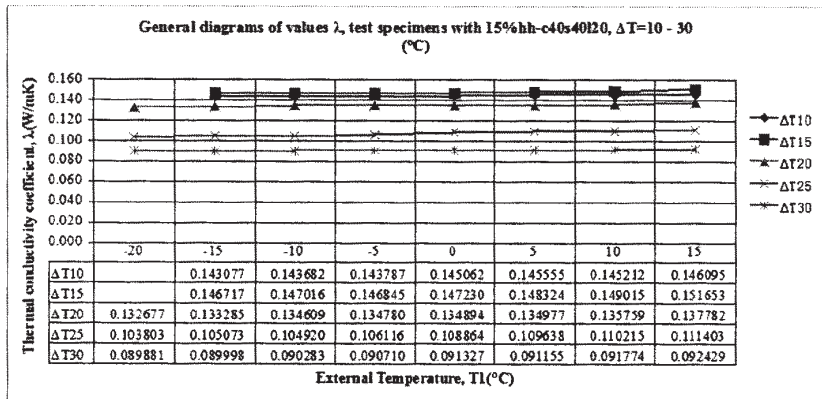 General diagrams of values λ, test specimens with 15%hh-c40s40l20, ΔT=10 - 30
(°C)
Thermal conductivity coefficient, λ(W/mK)
0.160
0.140
0.120
0.100
0.080
0.060
0.040
0.020
0.000
ΔT10
ΔT15
ΔT20
ΔT25
ΔT30
-20 -15 -10 -5 0 5 10 15
ΔT10 0.143077 0.143682 0.143787 0.145062 0.145555 0.145212 0.146095
ΔT15 0.146717 0.147016 0.146845 0.147230 0.148324 0.149015 0.151653
ΔT20 0.132677 0.133285 0.134609 0.134780 0.134894 0.134977 0.135759 0.137782
ΔT25 0.103803 0.105073 0.104920 0.106116 0.108864 0.109638 0.110215 0.111403
ΔT30 0.089881 0.089998 0.090283 0.090710 0.091327 0.091155 0.091774 0.092429
External Temperature, T1(°C)